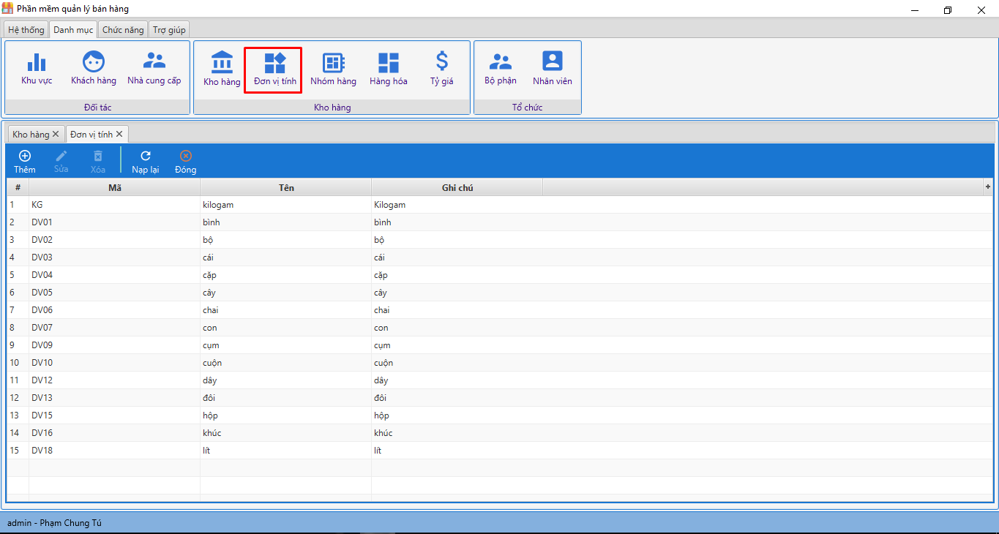 Phần mềm quản lý bán hàng
Hệ thống Danh mục Chức năng Trợ giúp
Khu vực Khách hàng Nhà cung cấp Kho hàng Đơn vị tính Nhóm hàng Hàng hóa Tỷ giá Bộ phận Nhân viên
Đối tác Kho hàng Tổ chức
Kho hàng Đơn vị tính
Thêm Sửa Xóa Nạp lại Đóng
# Mã Tên Ghi chú +
1 KG kilogam Kilogam
2 DV01 bình bình
3 DV02 bộ bộ
4 DV03 cái cái
5 DV04 cặp cặp
6 DV05 cây cây
7 DV06 chai chai
8 DV07 con con
9 DV09 cụm cụm
10 DV10 cuộn cuộn
11 DV12 dây dây
12 DV13 đôi đôi
13 DV15 hộp hộp
14 DV16 khúc khúc
15 DV18 lít lít
admin - Phạm Chung Tú